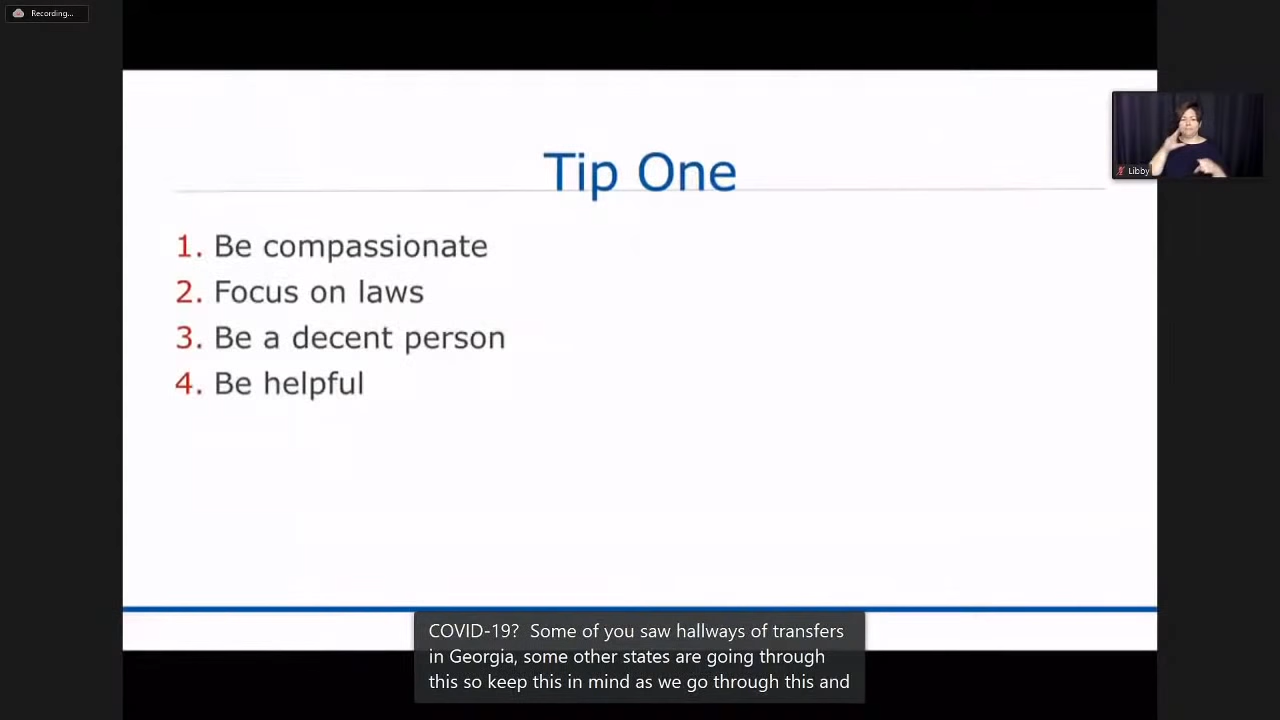 Recording...
Tip One
Libby
1. Be compassionate
2. Focus on laws
3. Be a decent person
4. Be helpful
COVID-19? Some of you saw hallways of transfers
in Georgia, some other states are going through
this so keep this in mind as we go through this and